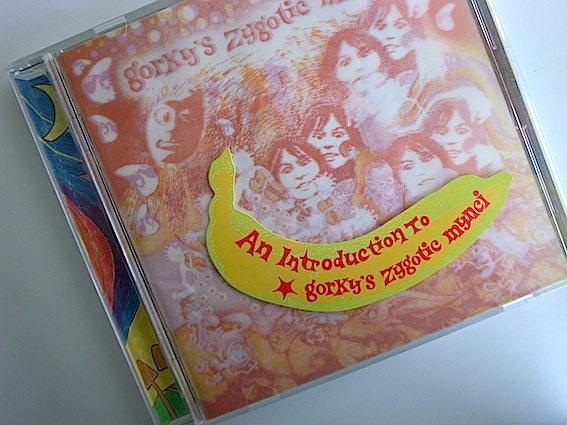 gorky's Zygotic m
An Introduction To
gorky's Zygotic mynci